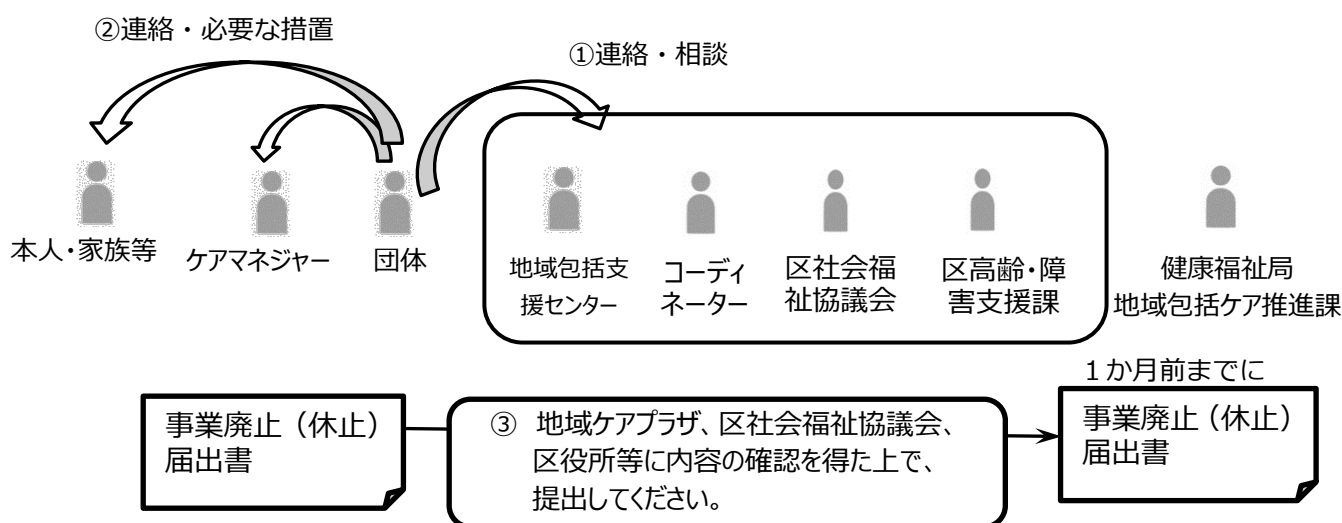 ②連絡・必要な措置
①連絡・相談
本人・家族等
ケアマネジャー
団体
地域包括支
援センター
コーディ
ネーター
区社会福
祉協議会
区高齢・障
害支援課
健康福祉局
地域包括ケア推進課
１か月前までに
事業廃止（休止）
届出書
③ 地域ケアプラザ、区社会福祉協議会、
区役所等に内容の確認を得た上で、
提出してください。
事業廃止（休止）
届出書